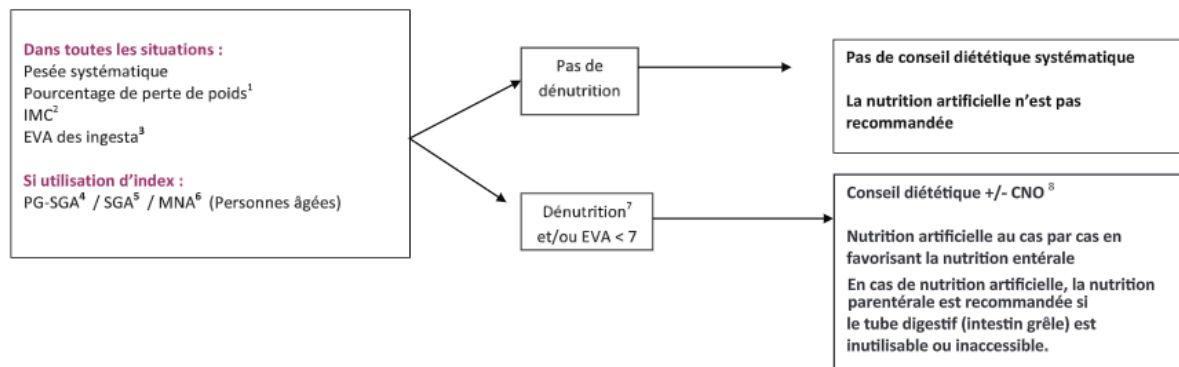 Dans toutes les situations :
Pesée systématique
Pourcentage de perte de poids¹
IMC²
EVA des ingesta³
Si utilisation d'index :
PG-SGA⁴ / SGA⁵ / MNA⁶ (Personnes âgées)
Pas de
dénutrition
Pas de conseil diététique systématique
La nutrition artificielle n'est pas
recommandée
Dénutrition⁷
et/ou EVA < 7
Conseil diététique +/- CNO ⁸
Nutrition artificielle au cas par cas en
favorisant la nutrition entérale
En cas de nutrition artificielle, la nutrition
parentérale est recommandée si
le tube digestif (intestin grêle) est
inutilisable ou inaccessible.